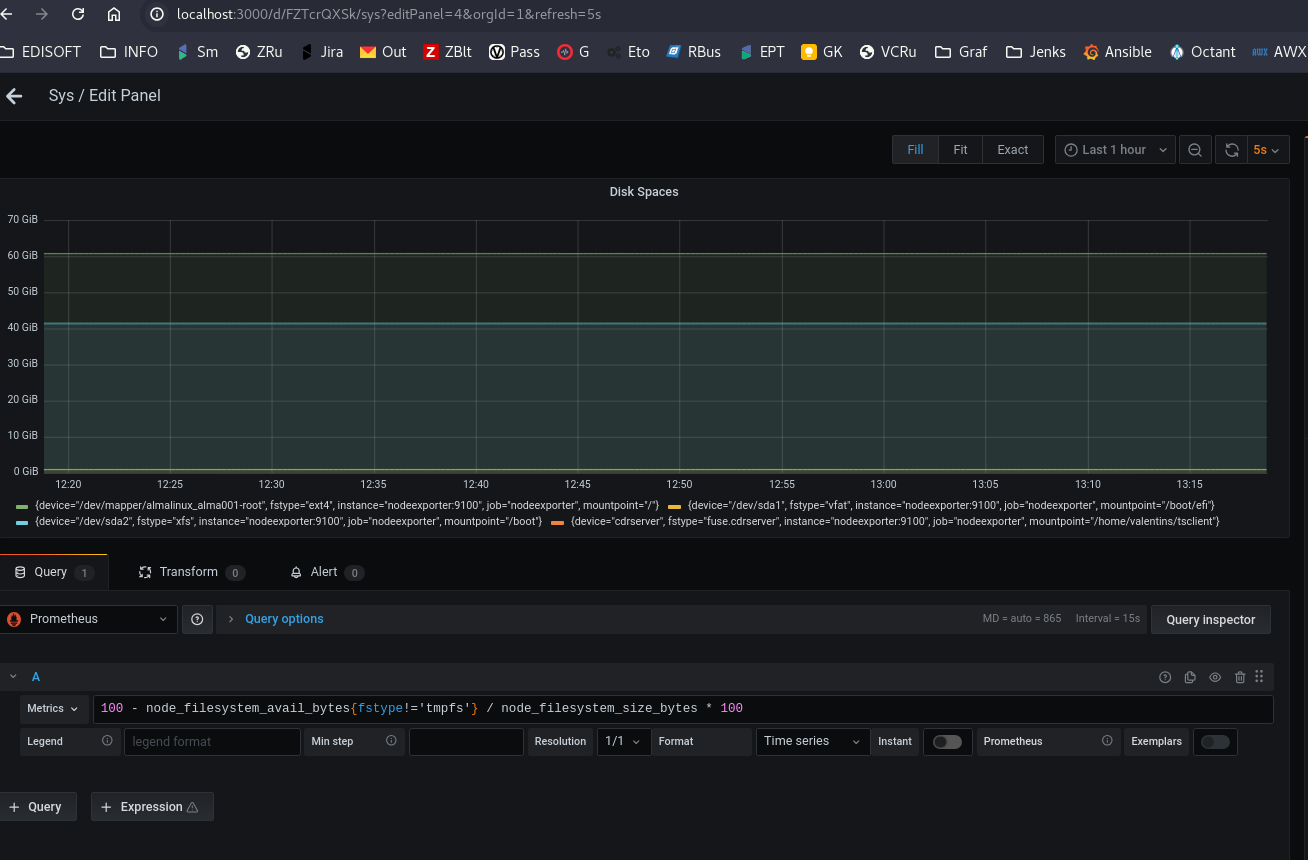 localhost:3000/d/FZTcrQXSk/sys?editPanel=4&orgId=1&refresh=5s
EDISOFT INFO Sm ZRu Jira Out ZBlt Pass G Eto RBus EPT GK VCRu Graf Jenks Ansible Octant AWX
Sys / Edit Panel
Fill Fit Exact Last 1 hour 5s
Disk Spaces
70 GiB
60 GiB
50 GiB
40 GiB
30 GiB
20 GiB
10 GiB
0 GiB
12:20 12:25 12:30 12:35 12:40 12:45 12:50 12:55 13:00 13:05 13:10 13:15
{device="/dev/mapper/almalinux_alma001-root", fstype="ext4", instance="nodeexporter:9100", job="nodeexporter", mountpoint="/"} {device="/dev/sda1", fstype="vfat", instance="nodeexporter:9100", job="nodeexporter", mountpoint="/boot/efi"}
{device="/dev/sda2", fstype="xfs", instance="nodeexporter:9100", job="nodeexporter", mountpoint="/boot"} {device="cdrserver", fstype="fuse.cdrserver", instance="nodeexporter:9100", job="nodeexporter", mountpoint="/home/valentins/tsclient"}
Query 1 Transform 0 Alert 0
Prometheus Query options MD = auto = 865 Interval = 15s Query inspector
A
Metrics 100 - node_filesystem_avail_bytes{fstype!='tmpfs'} / node_filesystem_size_bytes * 100
Legend legend format Min step Resolution 1/1 Format Time series Instant Prometheus Exemplars
+ Query + Expression